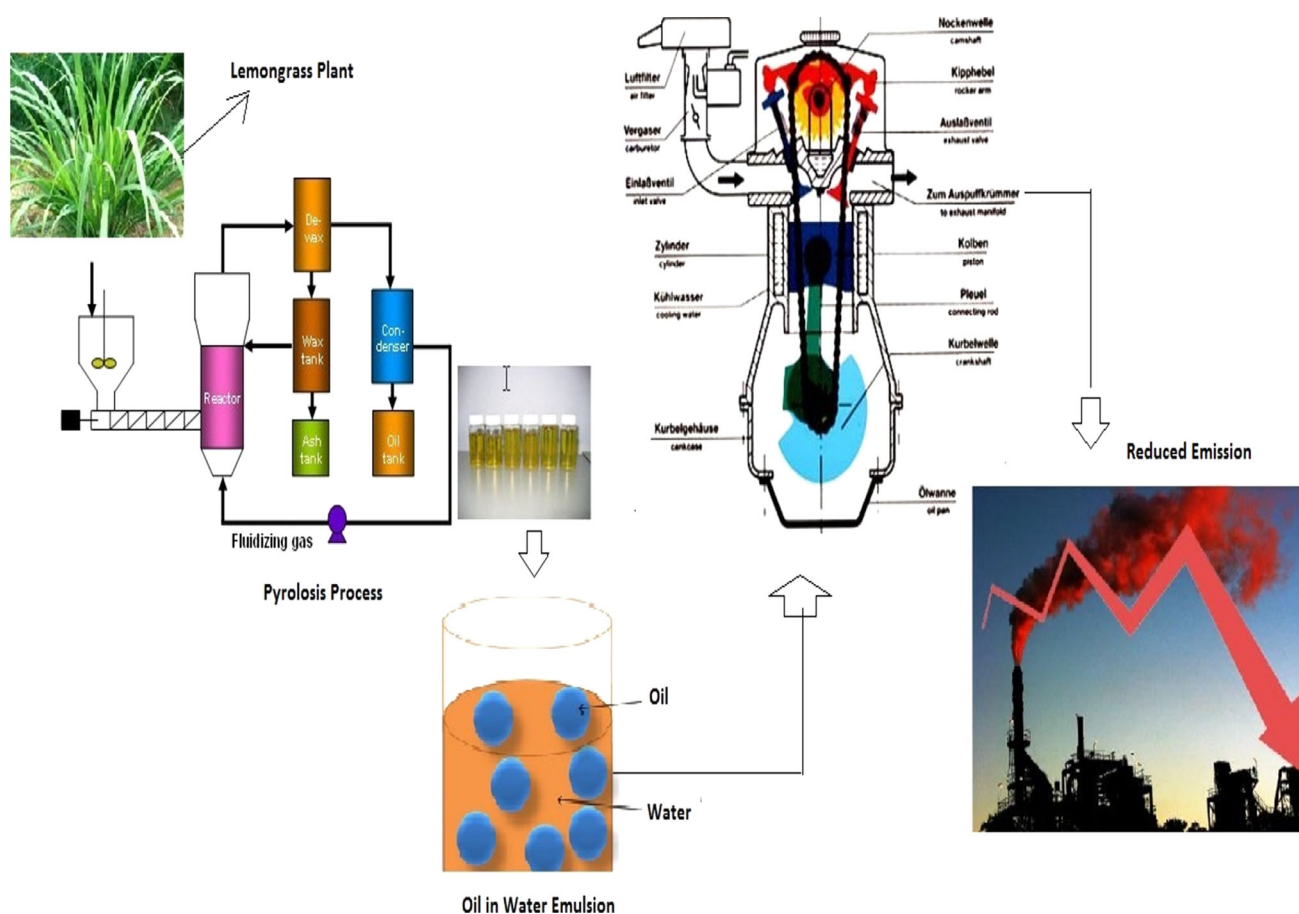 Lemongrass Plant
De-
wax
Wax
tank
Ash
tank
Con-
denser
Oil
tank
Reactor
Fluidizing gas
Pyrolosis Process
Oil
Water
Oil in Water Emulsion
Luftfilter
air filter
Vergaser
carburetor
Einlaßventil
inlet valve
Zylinder
cylinder
Kühlwasser
cooling water
Kurbelgehäuse
cankcase
Nockenwelle
camshaft
Kipphebel
rocker arm
Auslaßventil
exhaust valve
Zum Auspuffkrümmer
to exhaust manifold
Kolben
piston
Pleuel
connecting rod
Kurbelwelle
crankshaft
Ölwanne
oil pan
Reduced Emission